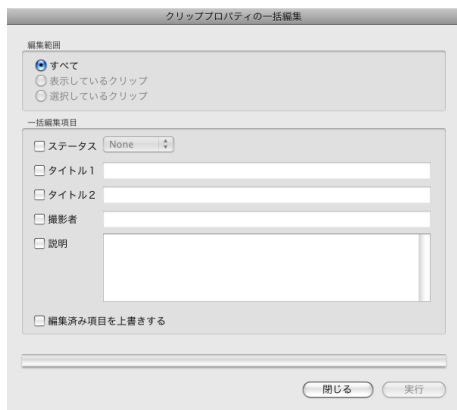 クリッププロパティの一括編集
編集範囲
すべて
表示しているクリップ
選択しているクリップ
一括編集項目
ステータス None
タイトル1
タイトル2
撮影者
説明
編集済み項目を上書きする
閉じる 実行